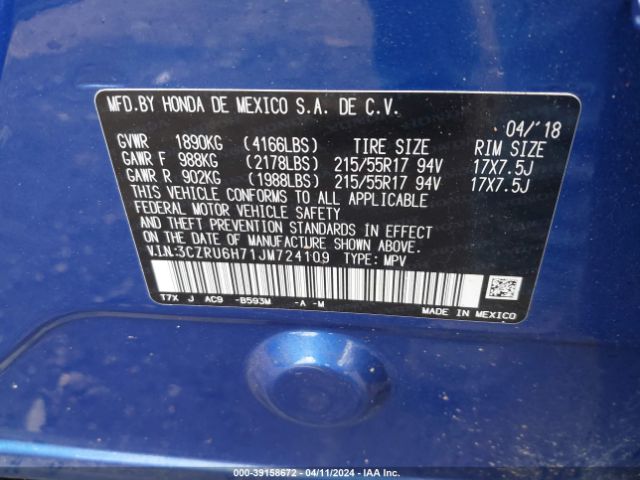 MFD.BY HONDA DE MEXICO S.A. DE C.V.
04/'18
GVWR 1890KG (4166LBS) TIRE SIZE RIM SIZE
GAWR F 988KG (2178LBS) 215/55R17 94V 17X7.5J
GAWR R 902KG (1988LBS) 215/55R17 94V 17X7.5J
THIS VEHICLE CONFORMS TO ALL APPLICABLE
FEDERAL MOTOR VEHICLE SAFETY
AND THEFT PREVENTION STANDARDS IN EFFECT
ON THE DATE OF MANUFACTURE SHOWN ABOVE.
V.I.N:3CZRU6H71JM724109 TYPE: MPV
T7X J AC9 -B593M -A -M
MADE IN MEXICO
000-39158672 - 04/11/2024 - IAA Inc.